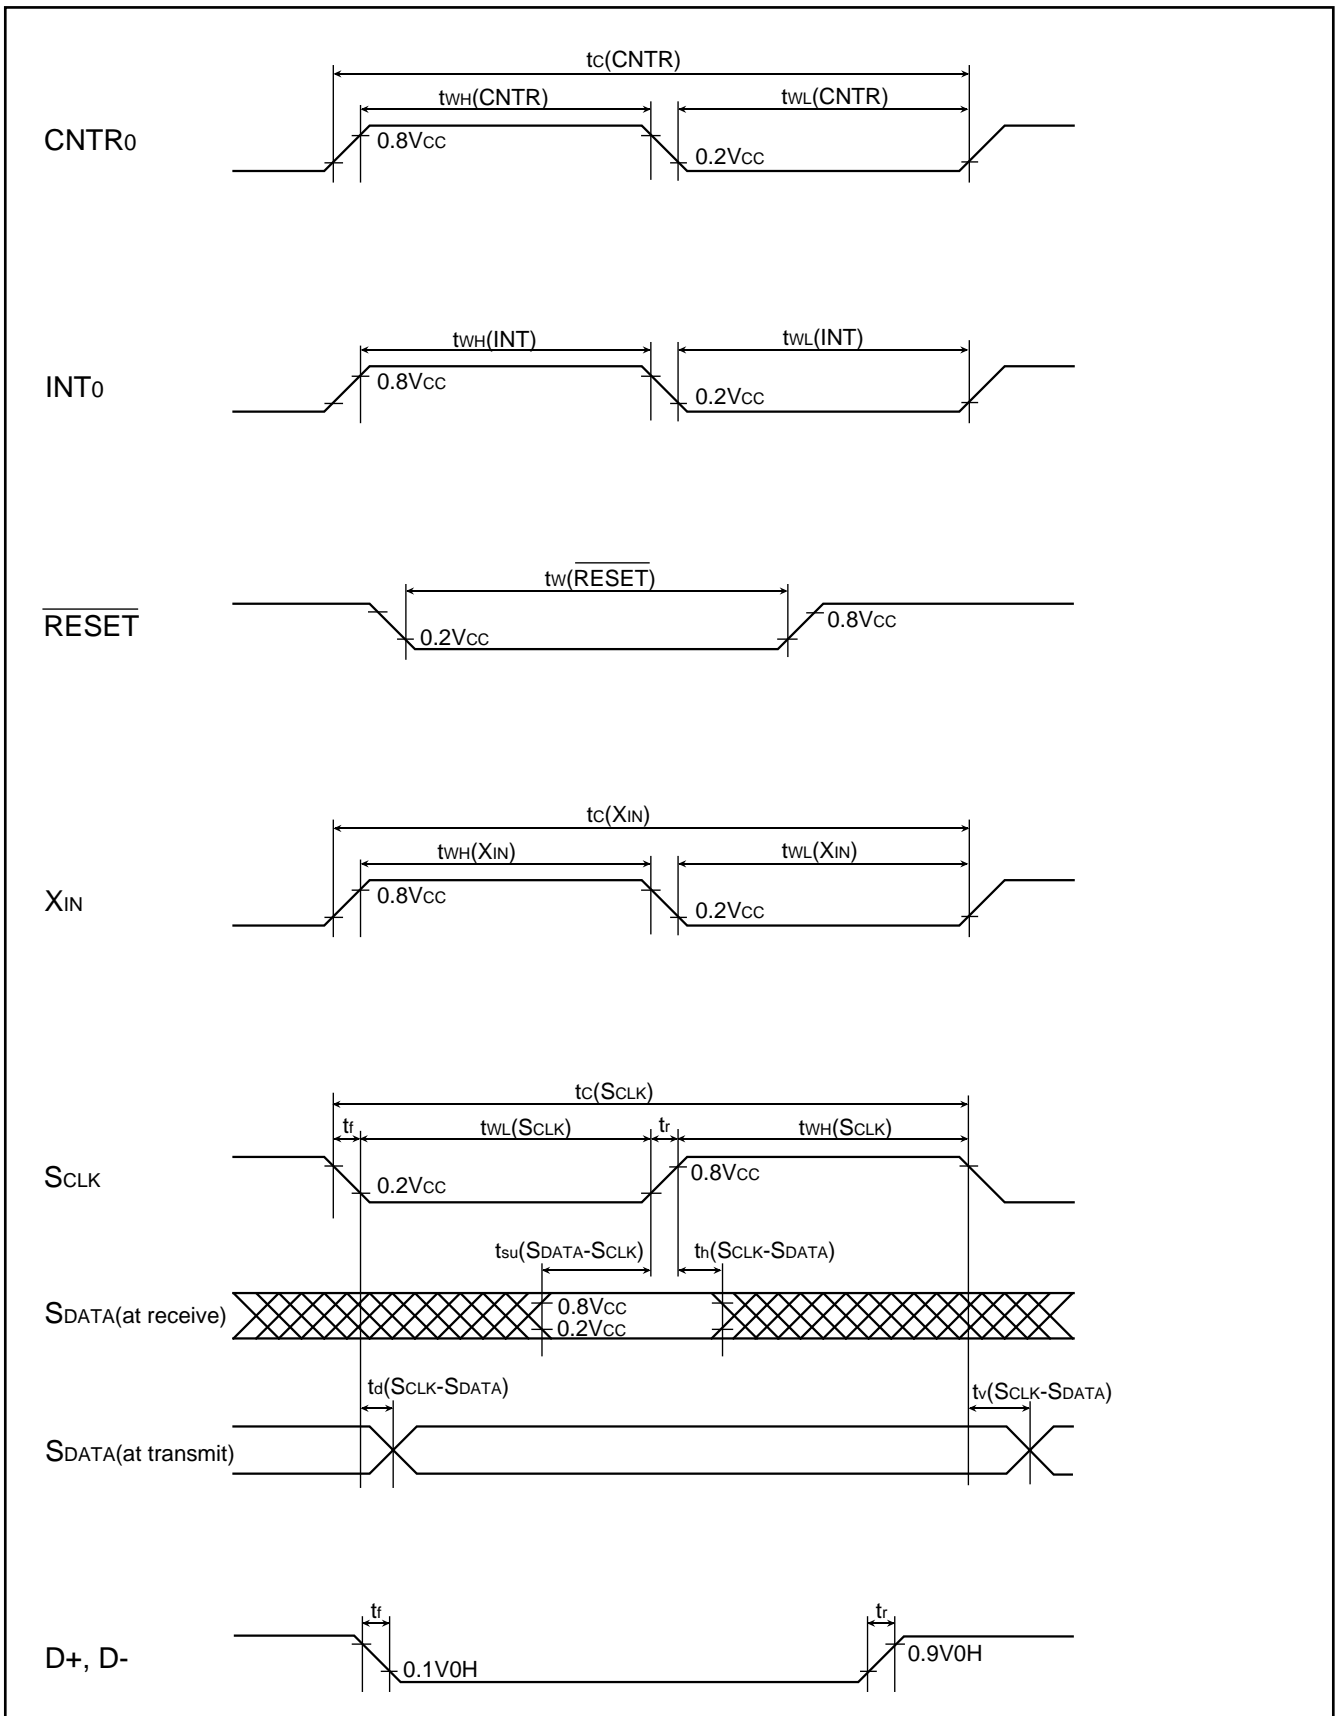 tC(CNTR)
tWH(CNTR) tWL(CNTR)
CNTR0 0.8VCC 0.2VCC
tWH(INT) tWL(INT)
INT0 0.8VCC 0.2VCC
tW(RESET)
RESET 0.2VCC 0.8VCC
tC(XIN)
tWH(XIN) tWL(XIN)
XIN 0.8VCC 0.2VCC
tC(SCLK)
tf tWL(SCLK) tr tWH(SCLK)
SCLK 0.2VCC 0.8VCC
tsu(SDATA-SCLK) th(SCLK-SDATA)
SDATA(at receive) 0.8VCC
0.2VCC
td(SCLK-SDATA) tv(SCLK-SDATA)
SDATA(at transmit)
tf tr
D+, D- 0.1V0H 0.9V0H